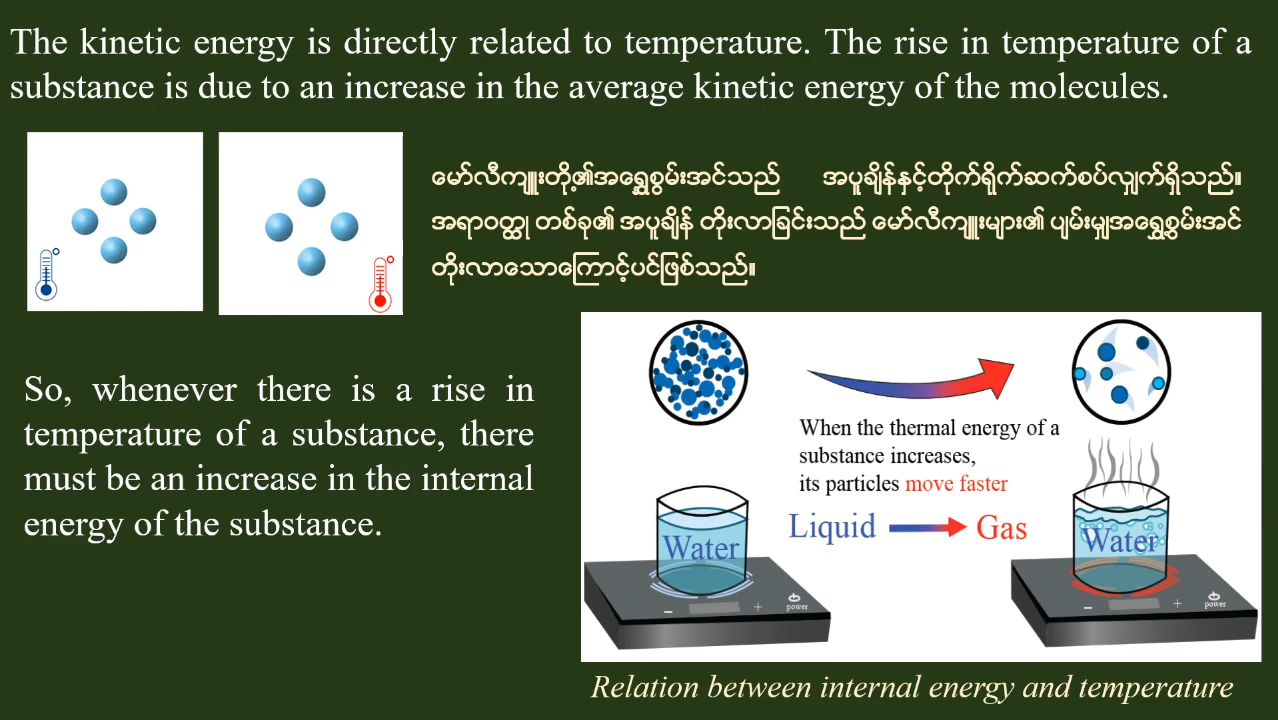 The kinetic energy is directly related to temperature. The rise in temperature of a
substance is due to an increase in the average kinetic energy of the molecules.
မော်လီကျူးတို့၏အရွှေ့စွမ်းအင်သည် အပူချိန်နှင့်တိုက်ရိုက်ဆက်စပ်လျှက်ရှိသည်။
အရာဝတ္ထု တစ်ခု၏ အပူချိန် တိုးလာခြင်းသည် မော်လီကျူးများ၏ ပျမ်းမျှအရွှေ့စွမ်းအင်
တိုးလာသောကြောင့်ပင်ဖြစ်သည်။
So, whenever there is a rise in
temperature of a substance, there
must be an increase in the internal
energy of the substance.
When the thermal energy of a
substance increases,
its particles move faster
Liquid Gas
Water
Water
− + power
− + power
Relation between internal energy and temperature